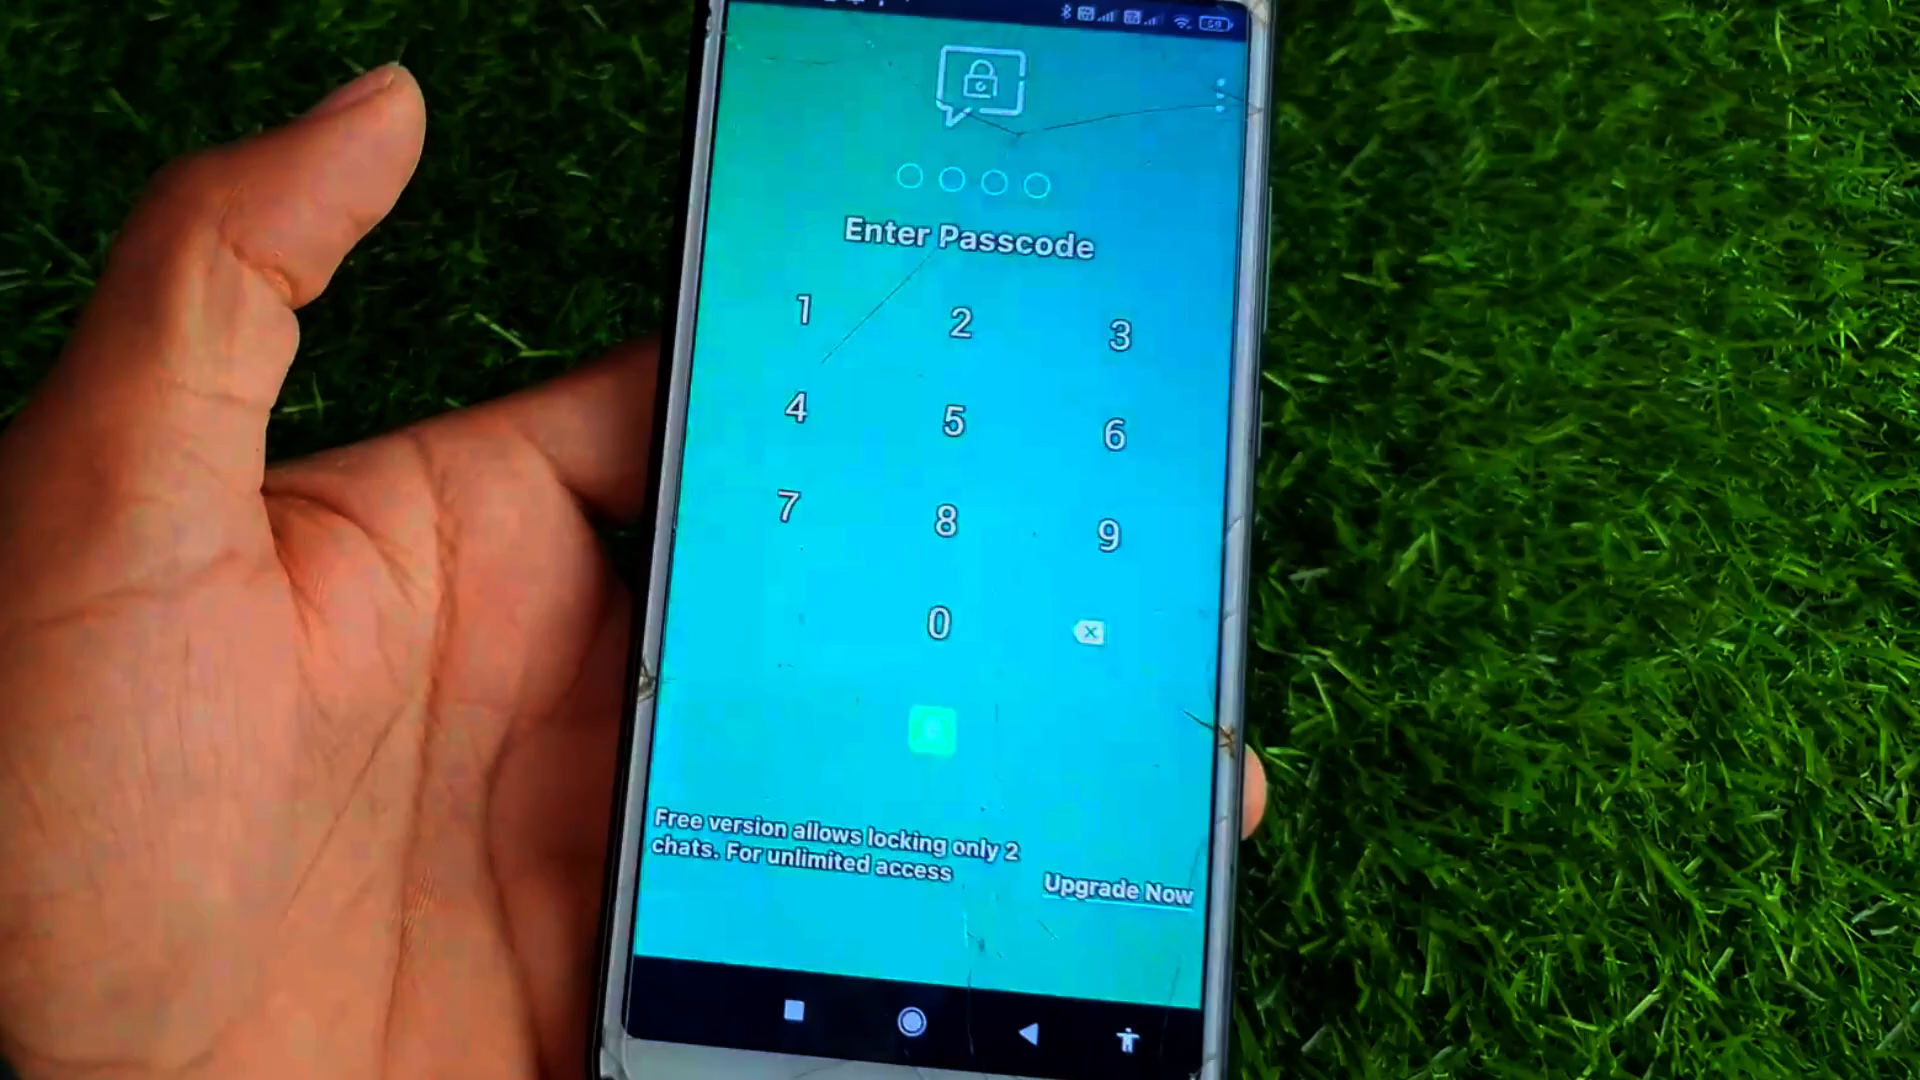 Enter Passcode
1 2 3
4 5 6
7 8 9
0
Free version allows locking only 2
chats. For unlimited access
Upgrade Now